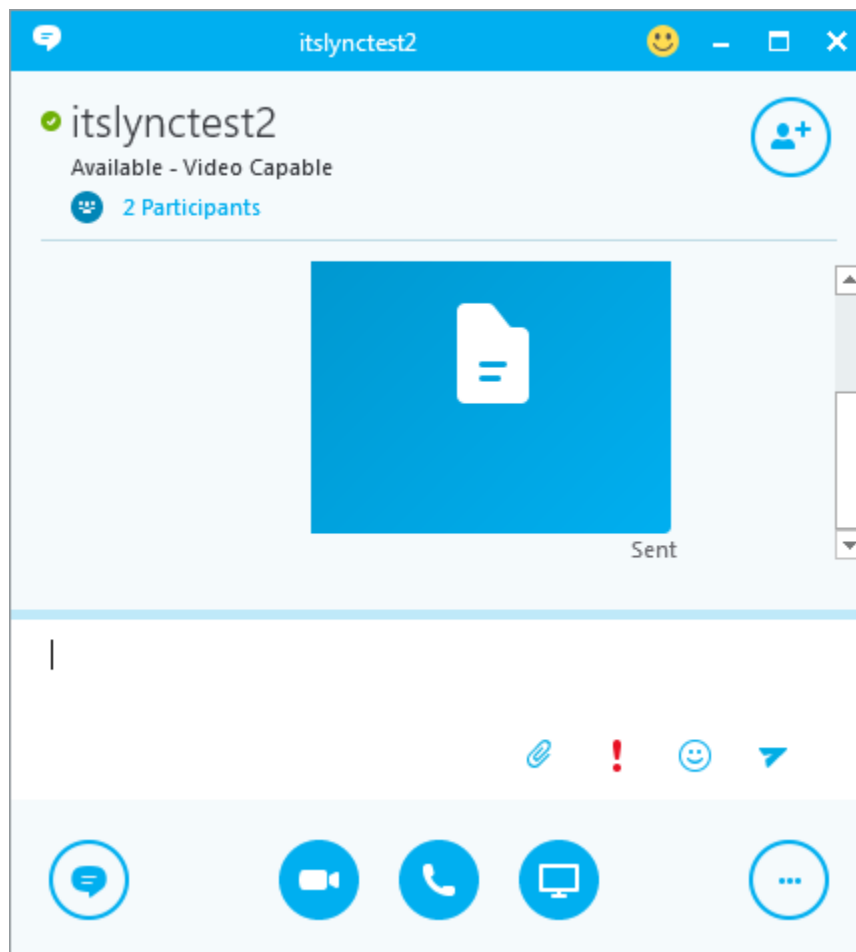 itslynctest2
itslynctest2
Available - Video Capable
2 Participants
Sent